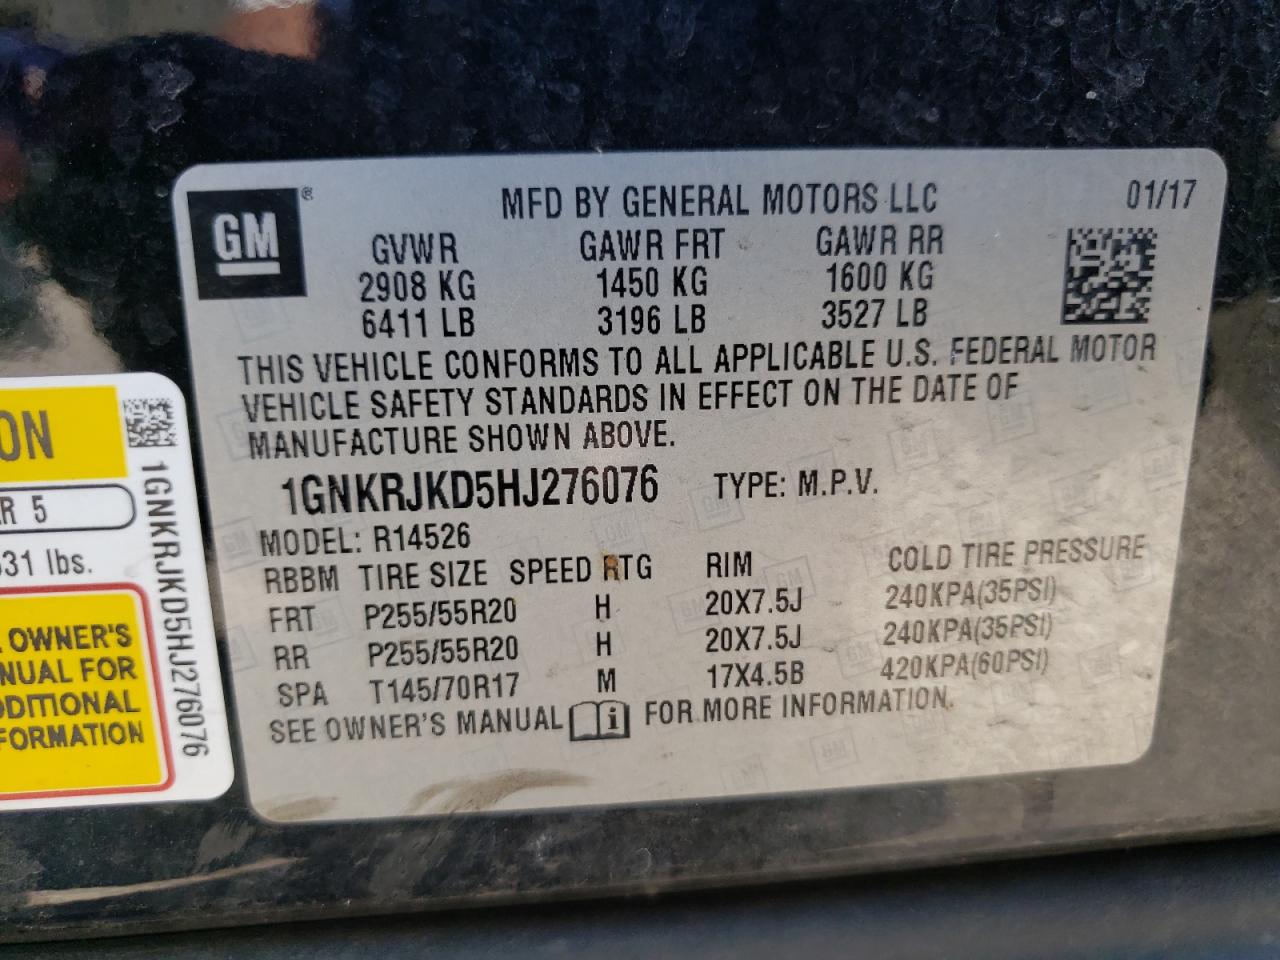 GM ®
MFD BY GENERAL MOTORS LLC 01/17
GVWR GAWR FRT GAWR RR
2908 KG 1450 KG 1600 KG
6411 LB 3196 LB 3527 LB
THIS VEHICLE CONFORMS TO ALL APPLICABLE U.S. FEDERAL MOTOR
VEHICLE SAFETY STANDARDS IN EFFECT ON THE DATE OF
MANUFACTURE SHOWN ABOVE.
1GNKRJKD5HJ276076 TYPE: M.P.V.
MODEL: R14526
RBBM TIRE SIZE SPEED RTG RIM COLD TIRE PRESSURE
FRT P255/55R20 H 20X7.5J 240KPA(35PSI)
RR P255/55R20 H 20X7.5J 240KPA(35PSI)
SPA T145/70R17 M 17X4.5B 420KPA(60PSI)
SEE OWNER'S MANUAL i FOR MORE INFORMATION.
ON
R 5
31 lbs.
OWNER'S
NUAL FOR
DDITIONAL
FORMATION
1GNKRJKD5HJ276076